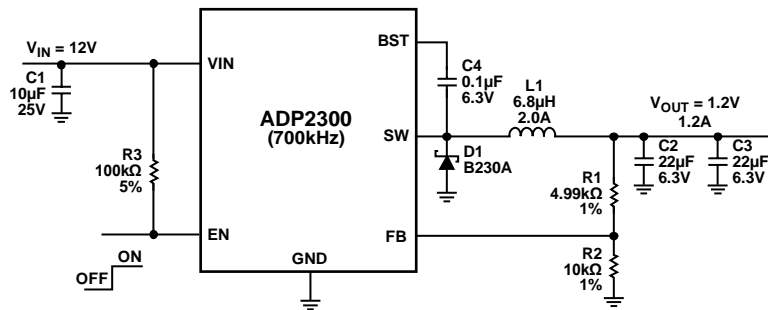 VIN = 12V
C1
10µF
25V
VIN
R3
100kΩ
5%
EN
ON
OFF
ADP2300
(700kHz)
GND
BST
SW
FB
C4
0.1µF
6.3V
L1
6.8µH
2.0A
D1
B230A
VOUT = 1.2V
1.2A
C2
22µF
6.3V
C3
22µF
6.3V
R1
4.99kΩ
1%
R2
10kΩ
1%